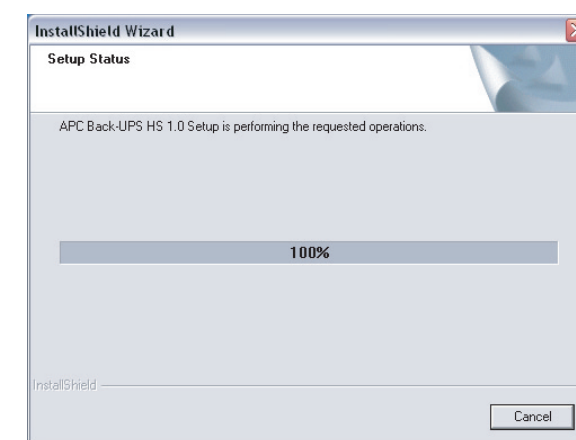 InstallShield Wizard
Setup Status
APC Back-UPS HS 1.0 Setup is performing the requested operations.
100%
InstallShield
Cancel